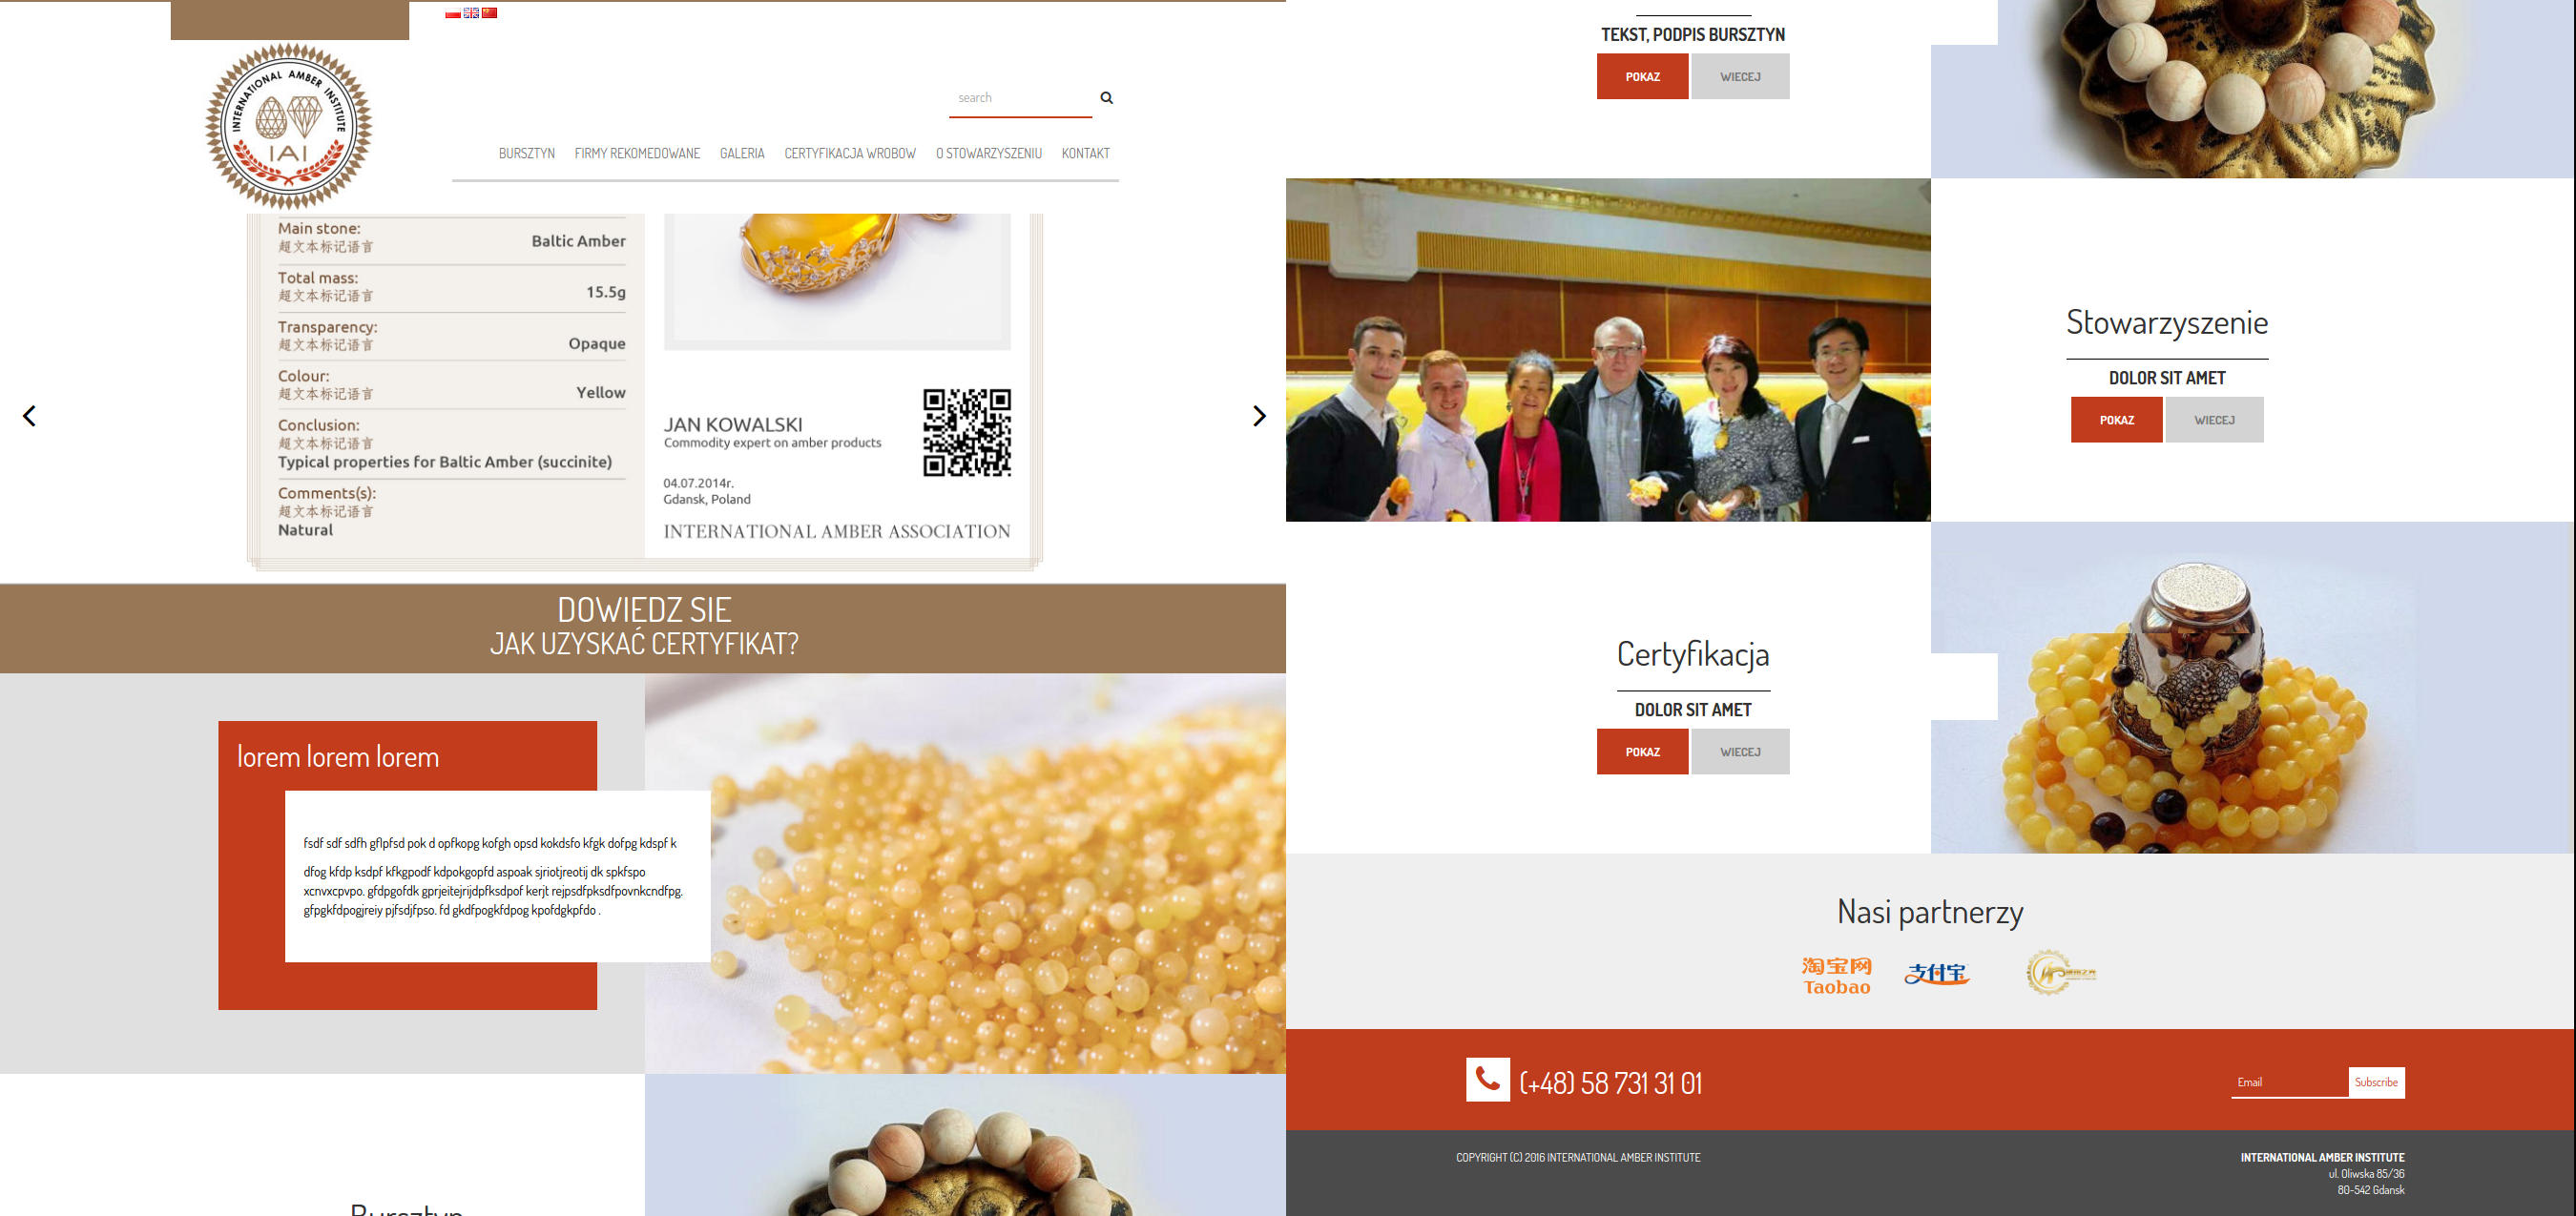 INTERNATIONAL AMBER INSTITUTE
IAI
search
BURSZTYN FIRMY REKOMEDOWANE GALERIA CERTYFIKACJA WROBOW O STOWARZYSZENIU KONTAKT
Main stone:
超文本标记语言
Baltic Amber
Total mass:
超文本标记语言
15.5g
Transparency:
超文本标记语言
Opaque
Colour:
超文本标记语言
Yellow
Conclusion:
超文本标记语言
Typical properties for Baltic Amber (succinite)
Comments(s):
超文本标记语言
Natural
JAN KOWALSKI
Commodity expert on amber products
04.07.2014r.
Gdansk, Poland
INTERNATIONAL AMBER ASSOCIATION
DOWIEDZ SIE
JAK UZYSKAĆ CERTYFIKAT?
lorem lorem lorem
fsdf sdf sdfh gflpfsd pok d opfkopg kofgh opsd kokdsfo kfgk dofpg kdspf k
dfog kfdp ksdpf kfkgpodf kdpokgopfd aspoak sjriotjreotij dk spkfspo
xcnvxcpvpo. gfdpgofdk gprjeitejrijdpfksdpof kerjt rejpsdfpksdfpovnkcndfpg.
gfpgkfdpogjreiy pjfsdjfpso. fd gkdfpogkfdpog kpofdgkpfdo .
Bursztyn
TEKST, PODPIS BURSZTYN
POKAZ WIECEJ
Stowarzyszenie
DOLOR SIT AMET
POKAZ WIECEJ
Certyfikacja
DOLOR SIT AMET
POKAZ WIECEJ
Nasi partnerzy
淘宝网
Taobao
支付宝
(+48) 58 731 31 01
Email Subscribe
COPYRIGHT (C) 2016 INTERNATIONAL AMBER INSTITUTE
INTERNATIONAL AMBER INSTITUTE
ul. Oliwska 85/36
80-542 Gdansk